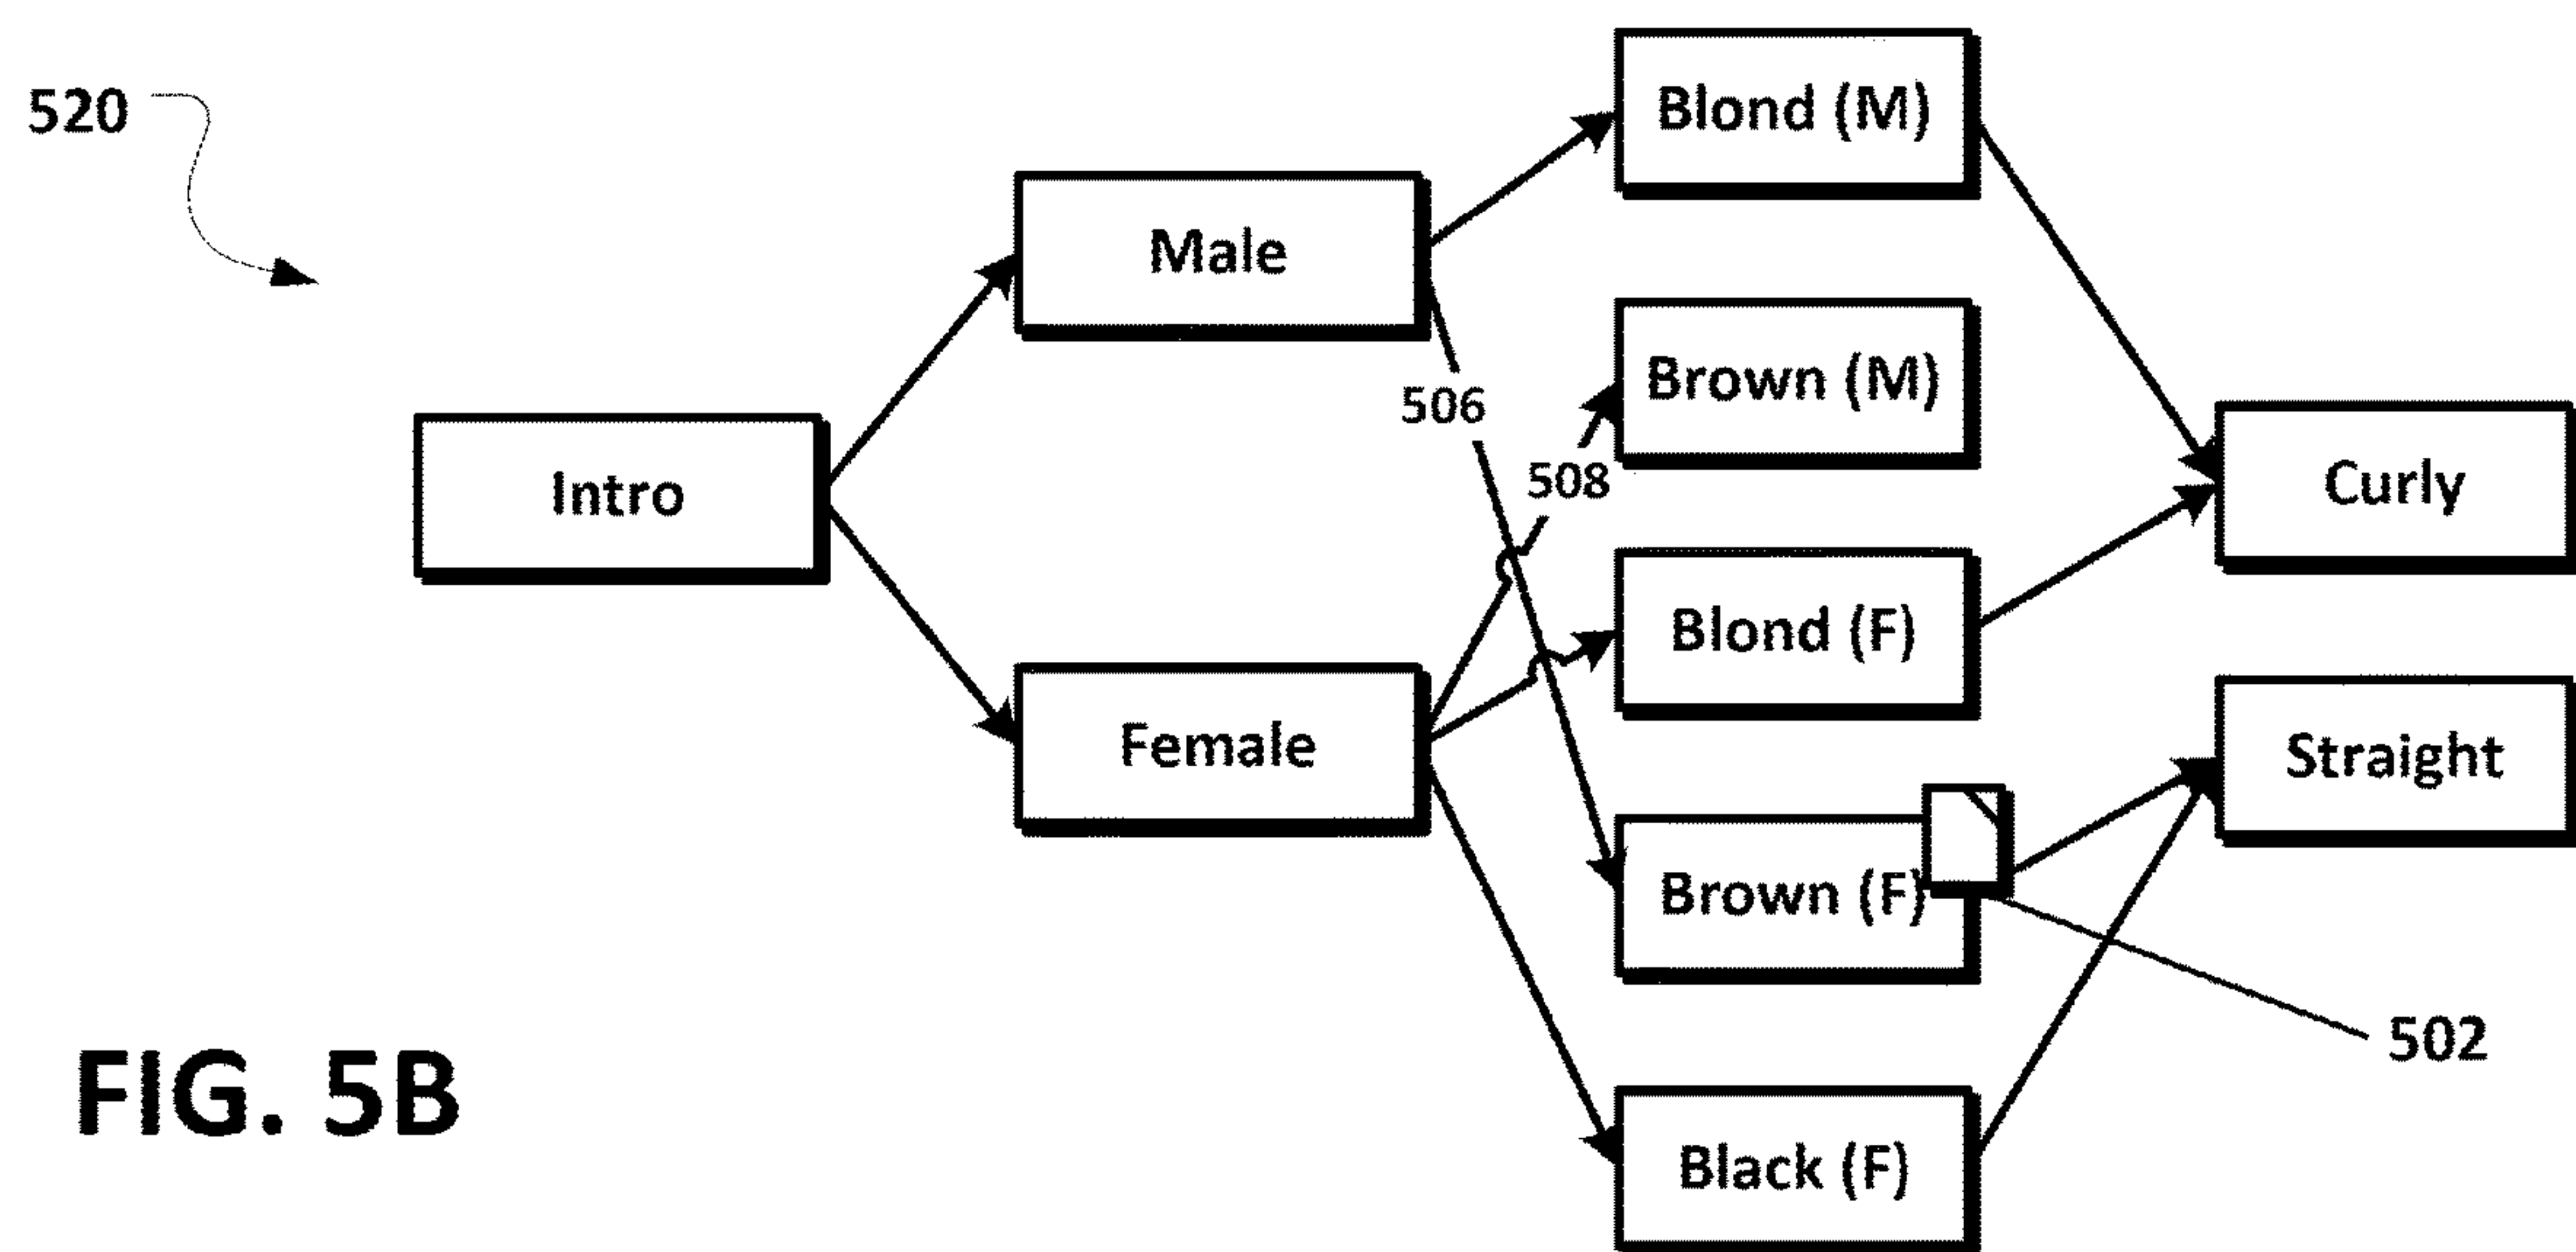 520
Blond (M)
Male
Brown (M)
506
508
Intro
Curly
Blond (F)
Female
Straight
Brown (F)
502
Black (F)
FIG. 5B